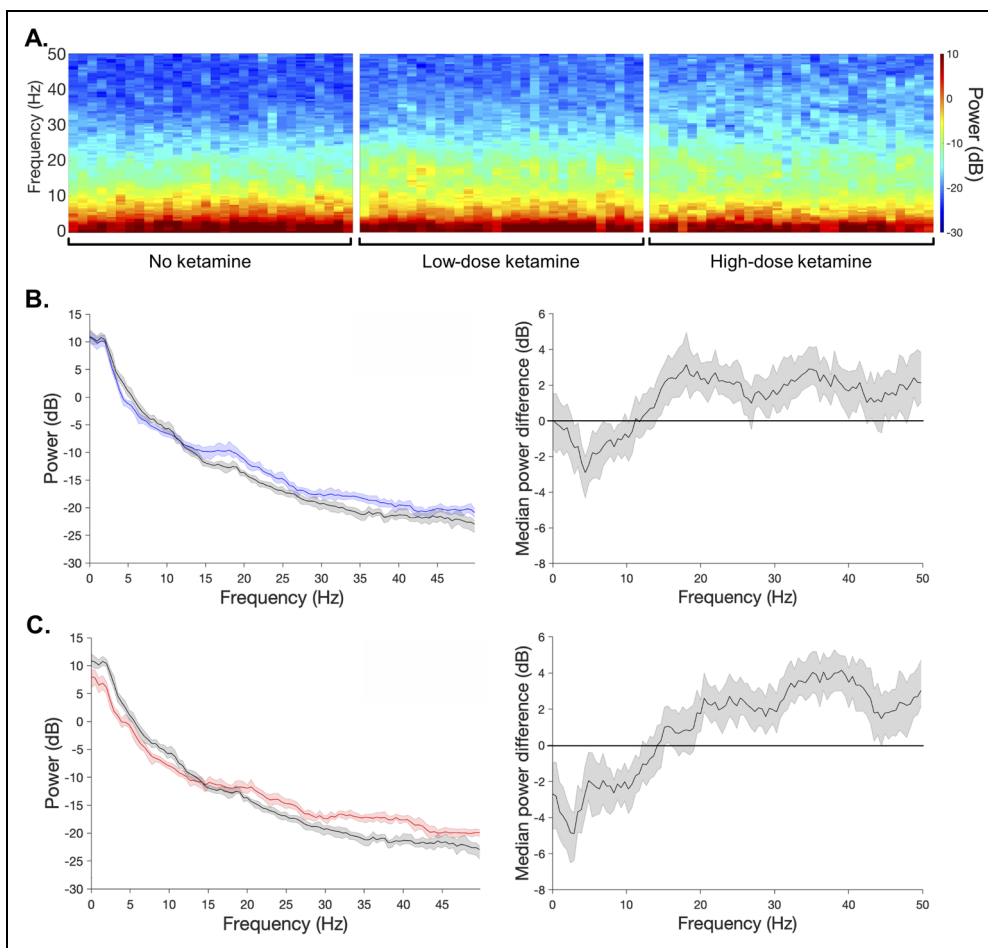 A.
50
40
30
20
10
0
Frequency (Hz)
10
0
-10
-20
-30
Power (dB)
No ketamine
Low-dose ketamine
High-dose ketamine
B.
15
10
5
0
-5
-10
-15
-20
-25
-30
Power (dB)
0 5 10 15 20 25 30 35 40 45
Frequency (Hz)
6
4
2
0
-2
-4
-6
-8
Median power difference (dB)
0 10 20 30 40 50
Frequency (Hz)
C.
15
10
5
0
-5
-10
-15
-20
-25
-30
Power (dB)
0 5 10 15 20 25 30 35 40 45
Frequency (Hz)
6
4
2
0
-2
-4
-6
-8
Median power difference (dB)
0 10 20 30 40 50
Frequency (Hz)